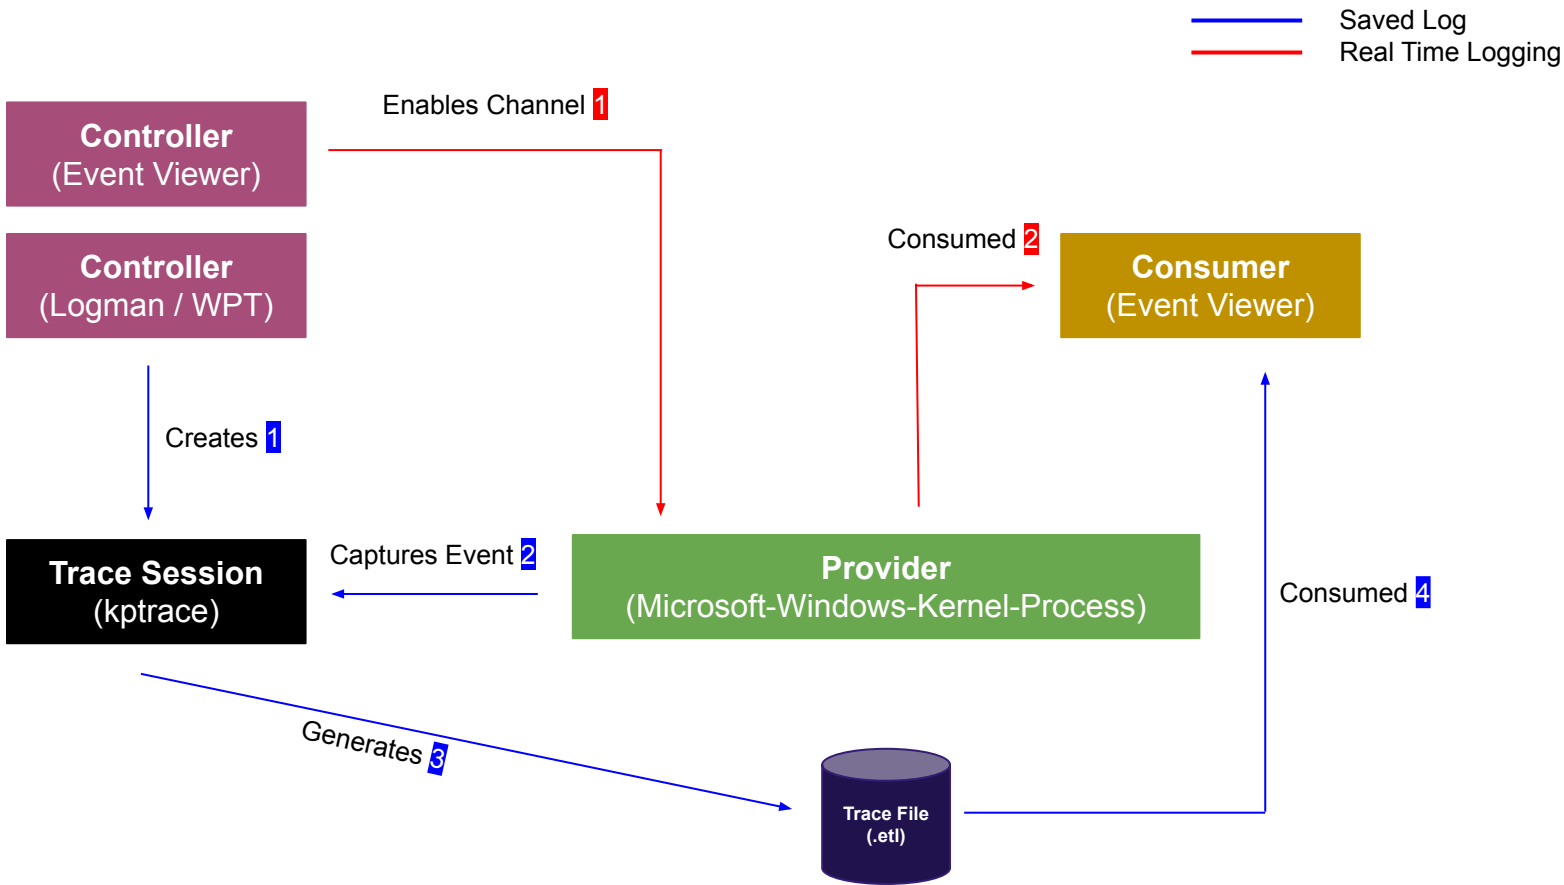 Saved Log
Real Time Logging
Enables Channel 1
Controller
(Event Viewer)
Consumed 2
Controller
(Logman / WPT)
Consumer
(Event Viewer)
Creates 1
Captures Event 2
Trace Session
(kptrace)
Provider
(Microsoft-Windows-Kernel-Process)
Consumed 4
Generates 3
Trace File
(.etl)